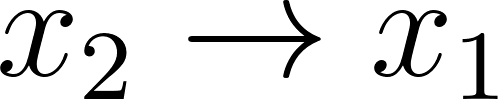 x₂ → x₁